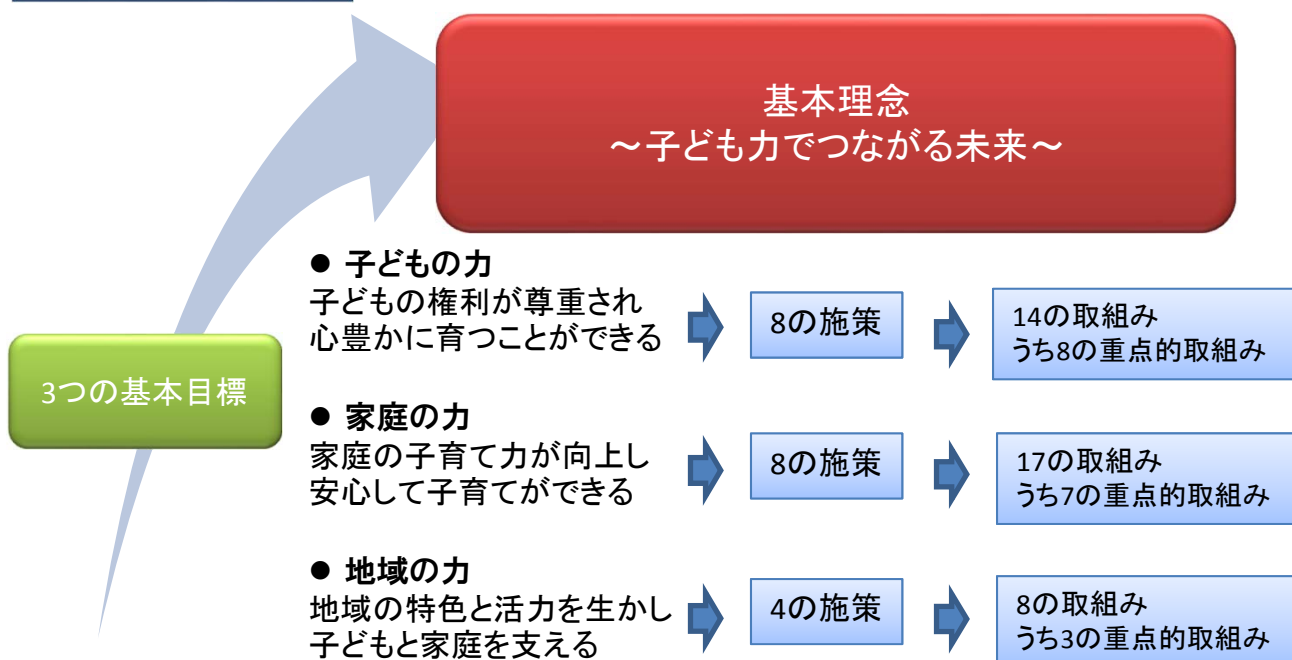 基本理念
～子ども力でつながる未来～
3つの基本目標
● 子どもの力
子どもの権利が尊重され
心豊かに育つことができる
8の施策
14の取組み
うち8の重点的取組み
● 家庭の力
家庭の子育て力が向上し
安心して子育てができる
8の施策
17の取組み
うち7の重点的取組み
● 地域の力
地域の特色と活力を生かし
子どもと家庭を支える
4の施策
8の取組み
うち3の重点的取組み